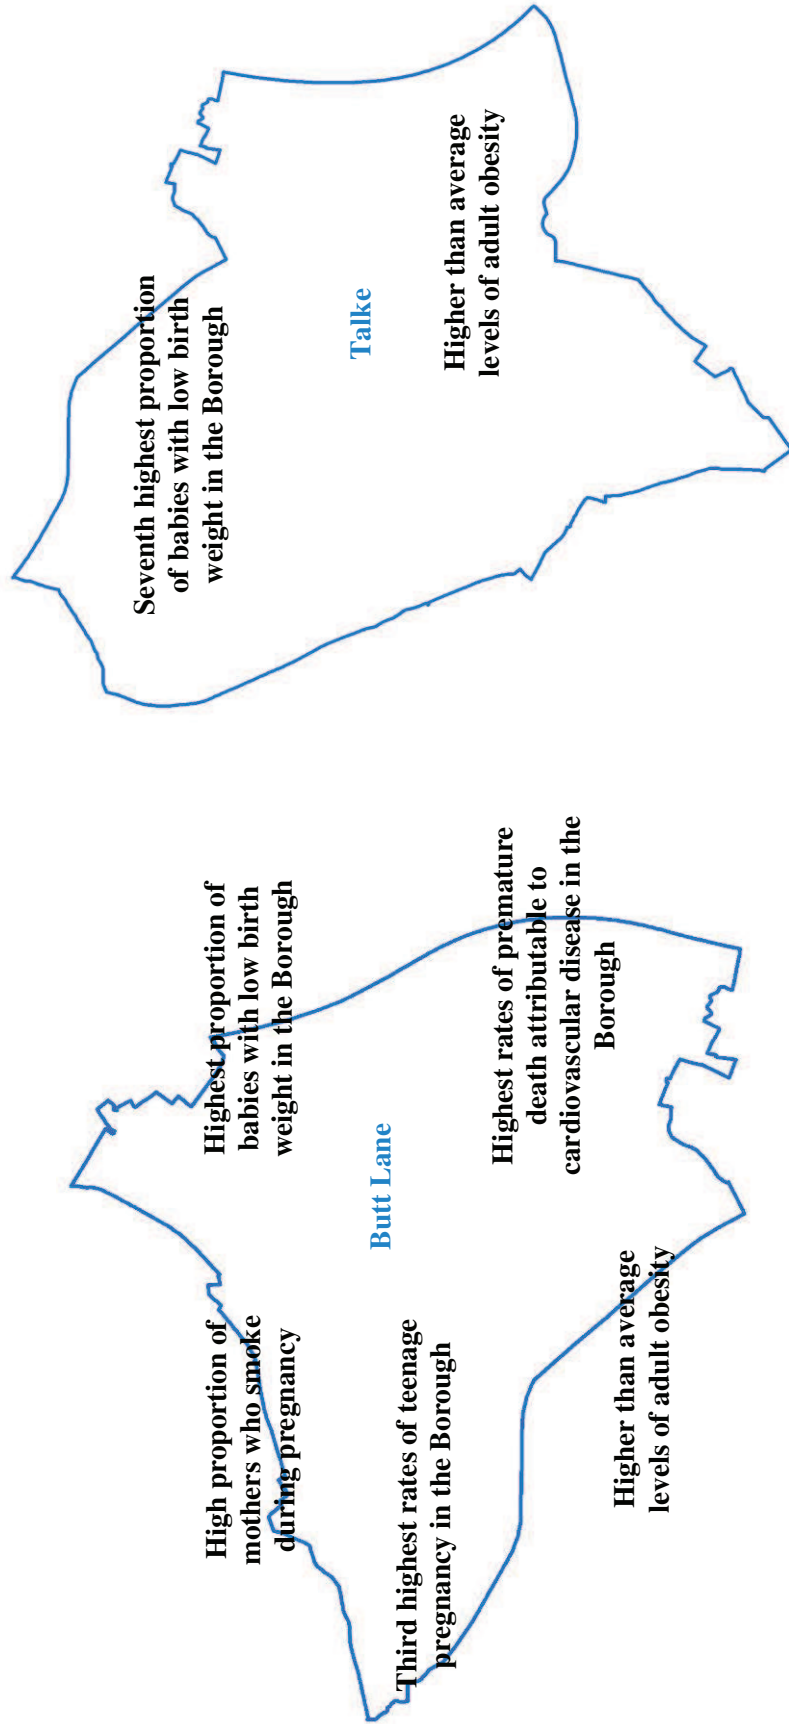 High proportion of
mothers who smoke
during pregnancy
Highest proportion of
babies with low birth
weight in the Borough
Butt Lane
Third highest rates of teenage
pregnancy in the Borough
Highest rates of premature
death attributable to
cardiovascular disease in the
Borough
Higher than average
levels of adult obesity
Seventh highest proportion
of babies with low birth
weight in the Borough
Talke
Higher than average
levels of adult obesity